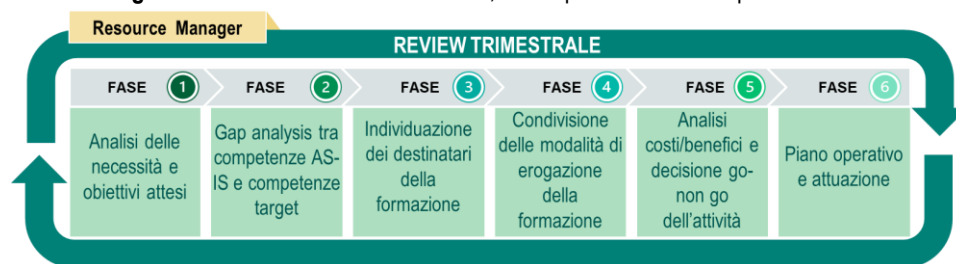 Resource Manager
REVIEW TRIMESTRALE
FASE 1
FASE 2
FASE 3
FASE 4
FASE 5
FASE 6
Analisi delle
necessità e
obiettivi attesi
Gap analysis tra
competenze AS-
IS e competenze
target
Individuazione
dei destinatari
della
formazione
Condivisione
delle modalità di
erogazione
della
formazione
Analisi
costi/benefici e
decisione go-
non go
dell'attività
Piano operativo
e attuazione